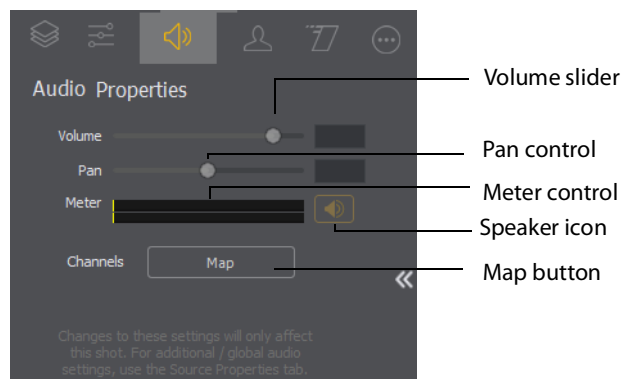 Audio Properties
Volume slider
Volume
Pan control
Pan
Meter control
Meter
Speaker icon
Channels
Map
Map button
Changes to these settings will only affect
this shot. For additional / global audio
settings, use the Source Properties tab.